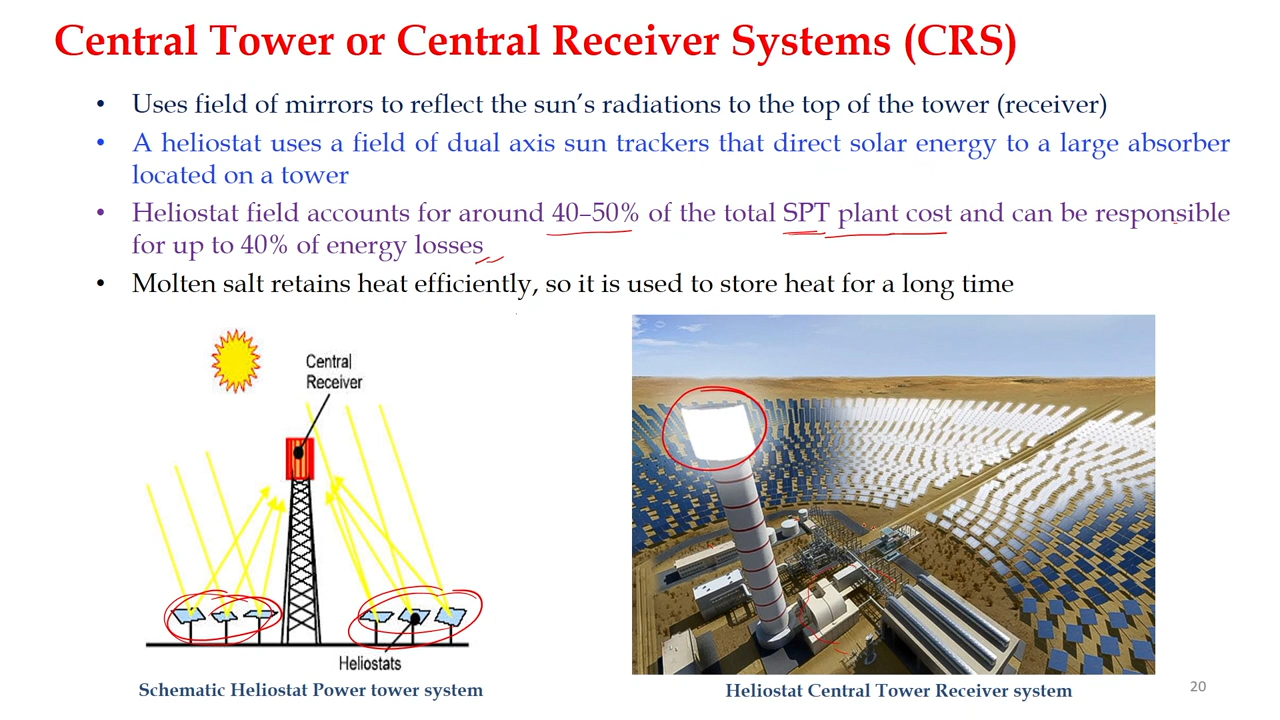 Central Tower or Central Receiver Systems (CRS)
• Uses field of mirrors to reflect the sun’s radiations to the top of the tower (receiver)
• A heliostat uses a field of dual axis sun trackers that direct solar energy to a large absorber
located on a tower
• Heliostat field accounts for around 40–50% of the total SPT plant cost and can be responsible
for up to 40% of energy losses
• Molten salt retains heat efficiently, so it is used to store heat for a long time
Central
Receiver
Heliostats
Schematic Heliostat Power tower system
Heliostat Central Tower Receiver system
20